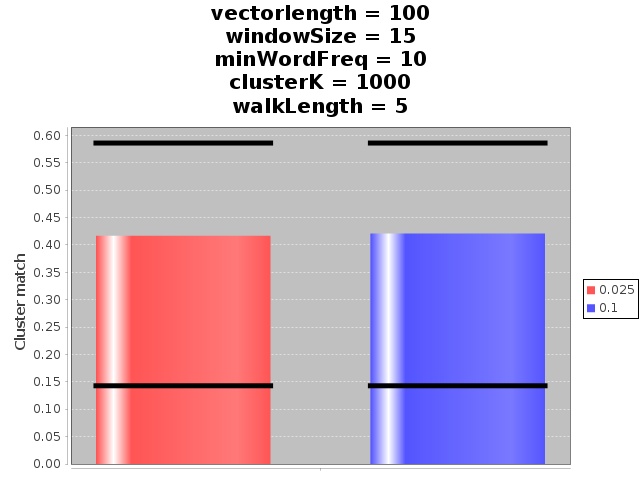 vectorlength = 100
windowSize = 15
minWordFreq = 10
clusterK = 1000
walkLength = 5
0.60
0.55
0.50
0.45
0.40
0.35
0.30
0.25
0.20
0.15
0.10
0.05
0.00
Cluster match
0.025
0.1